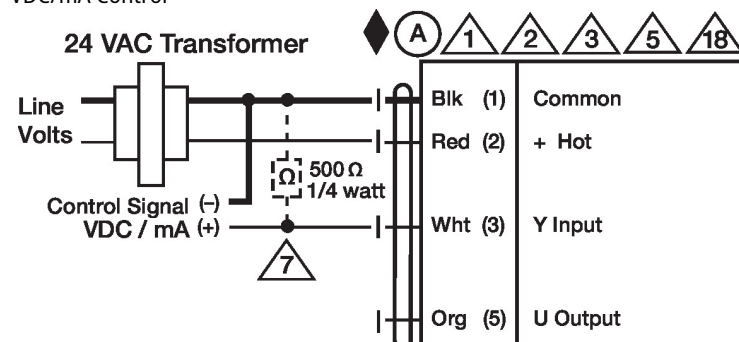 VDC/mA Control
24 VAC Transformer
A 1 2 3 5 18
Line
Volts
Blk (1) Common
Red (2) + Hot
Ω 500 Ω
1/4 watt
Control Signal (–)
VDC / mA (+)
Wht (3) Y Input
7
Org (5) U Output